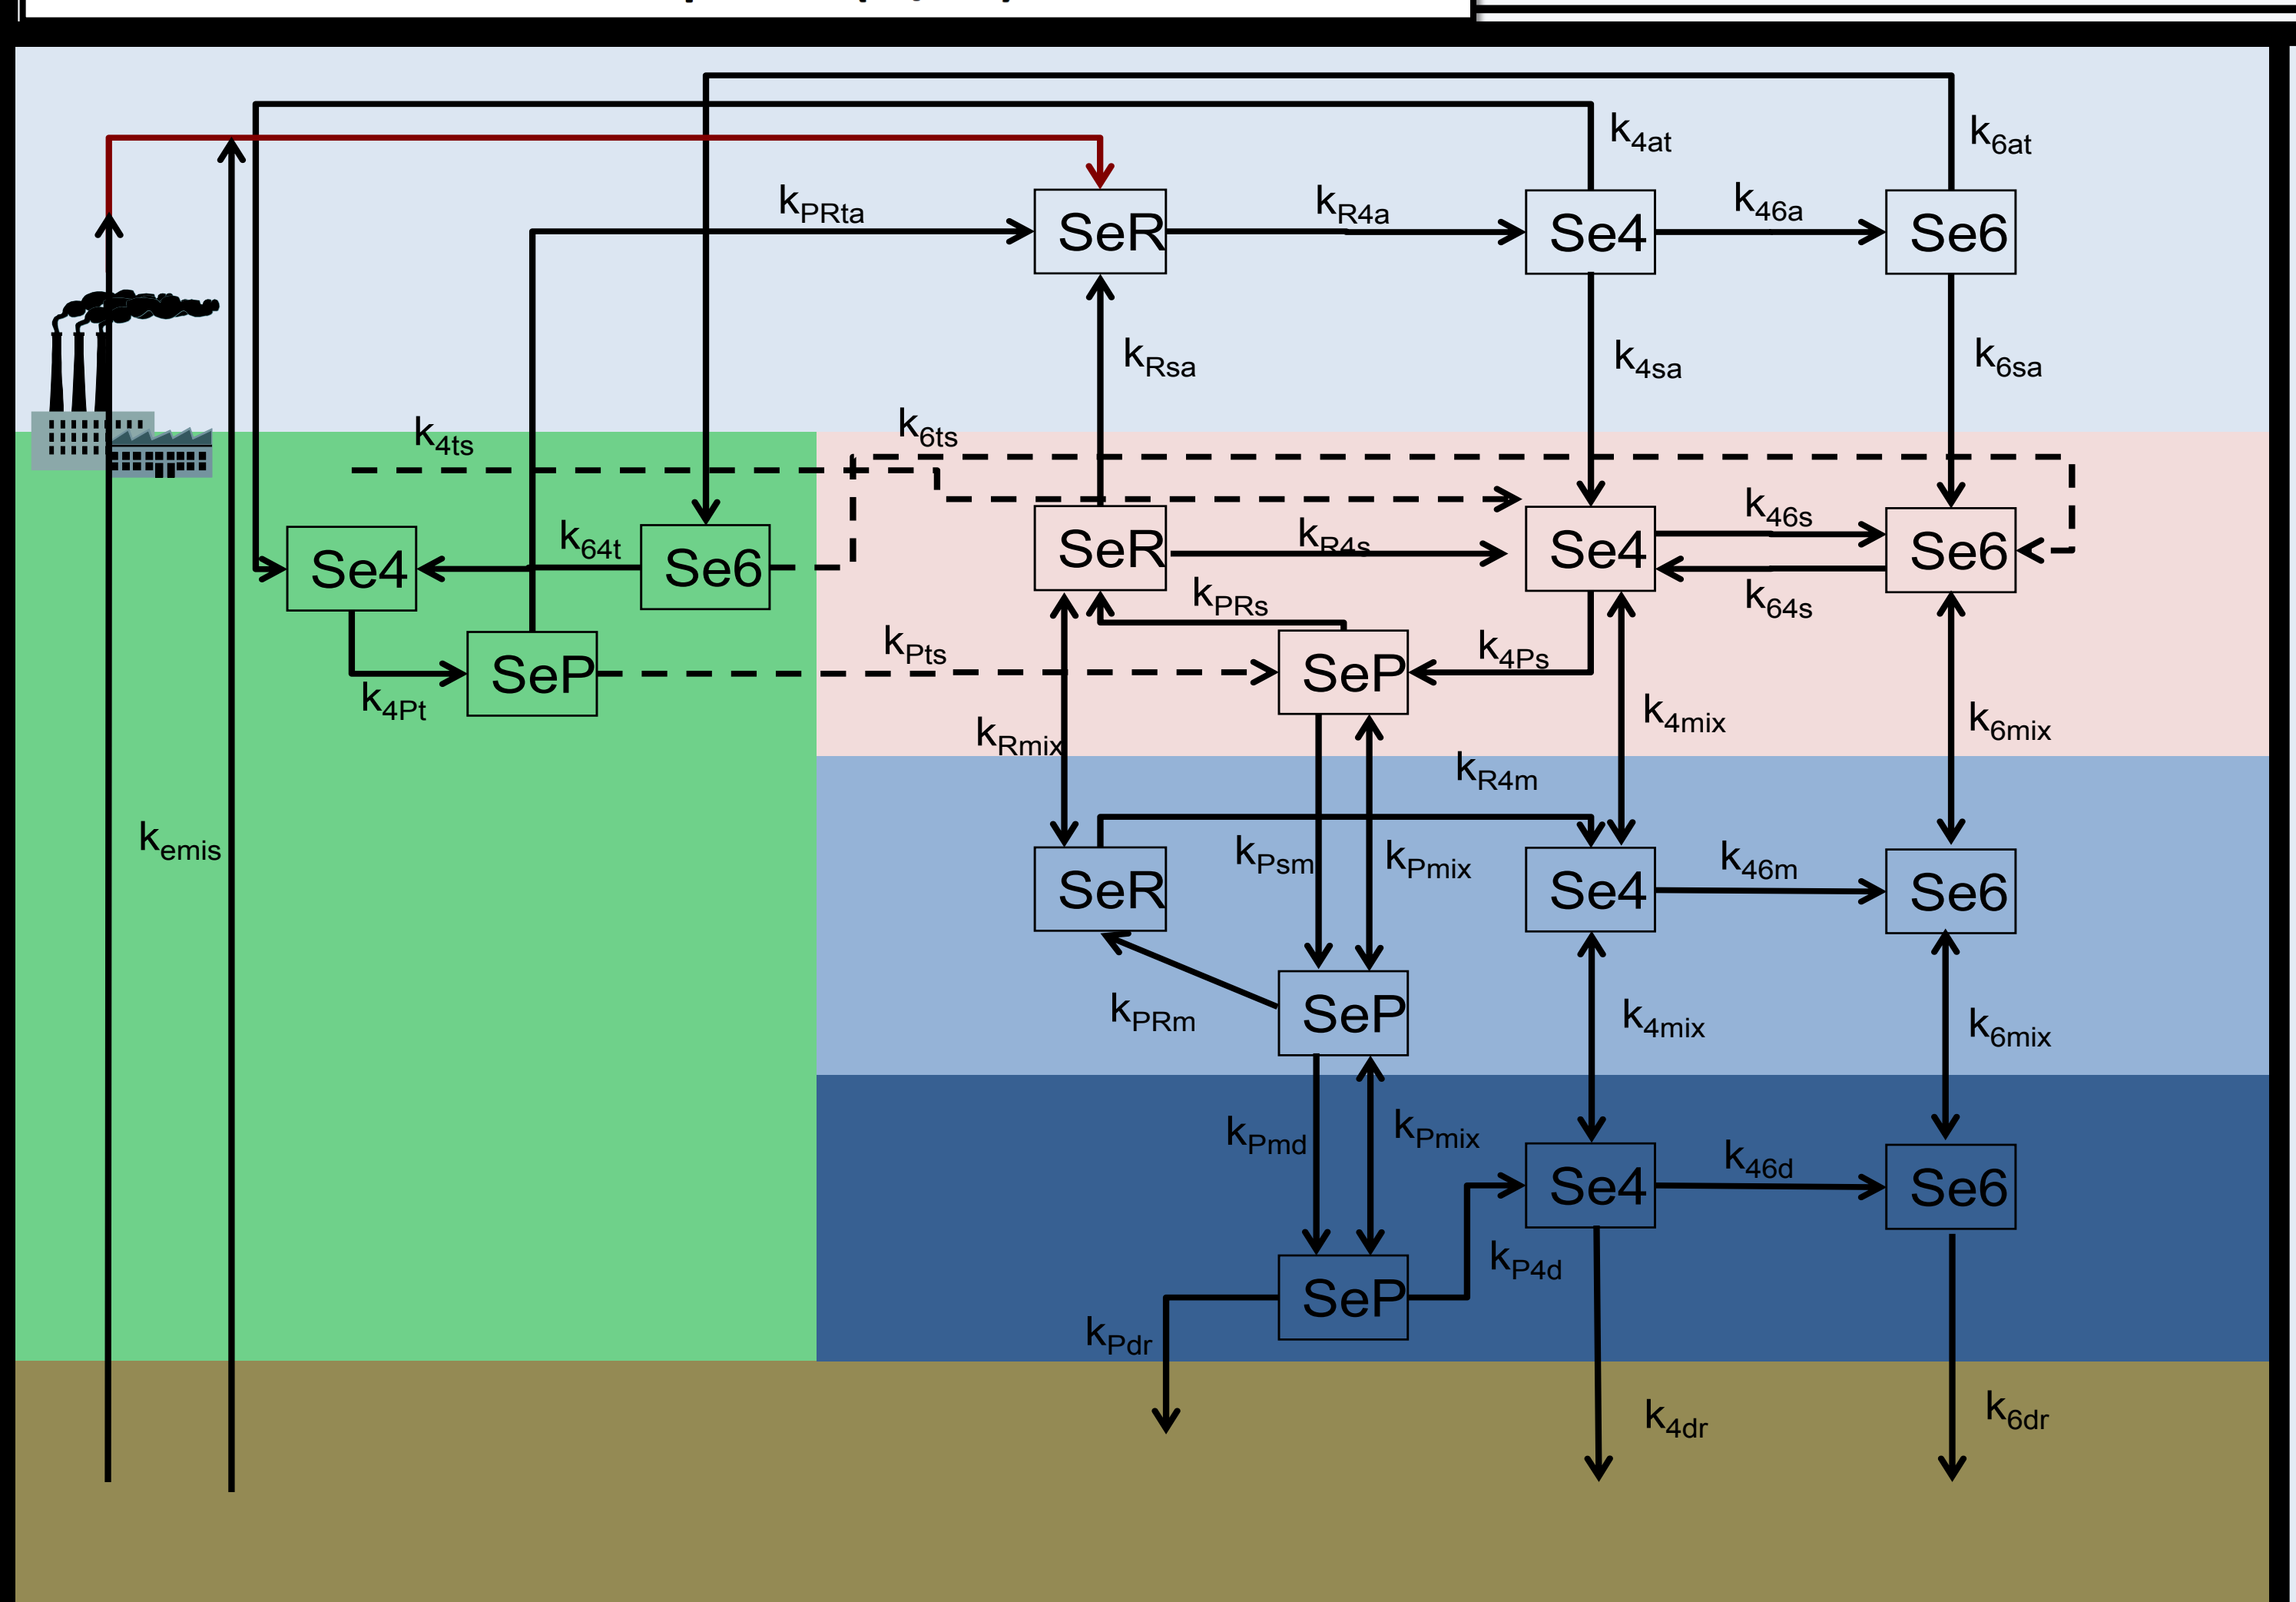 k4at
k6at
kPRta
kR4a
k46a
SeR
Se4
Se6
kRsa
k4sa
k6sa
k4ts
k6ts
k46s
k64t
kR4s
Se4
Se6
SeR
Se4
Se6
kPRs
k64s
kPts
k4Ps
SeP
SeP
k4Pt
kRmix
k4mix
k6mix
kR4m
kemis
kPsm
kPmix
k46m
SeR
Se4
Se6
kPRm
SeP
k4mix
k6mix
kPmd
kPmix
k46d
Se4
Se6
kP4d
SeP
kPdr
k4dr
k6dr